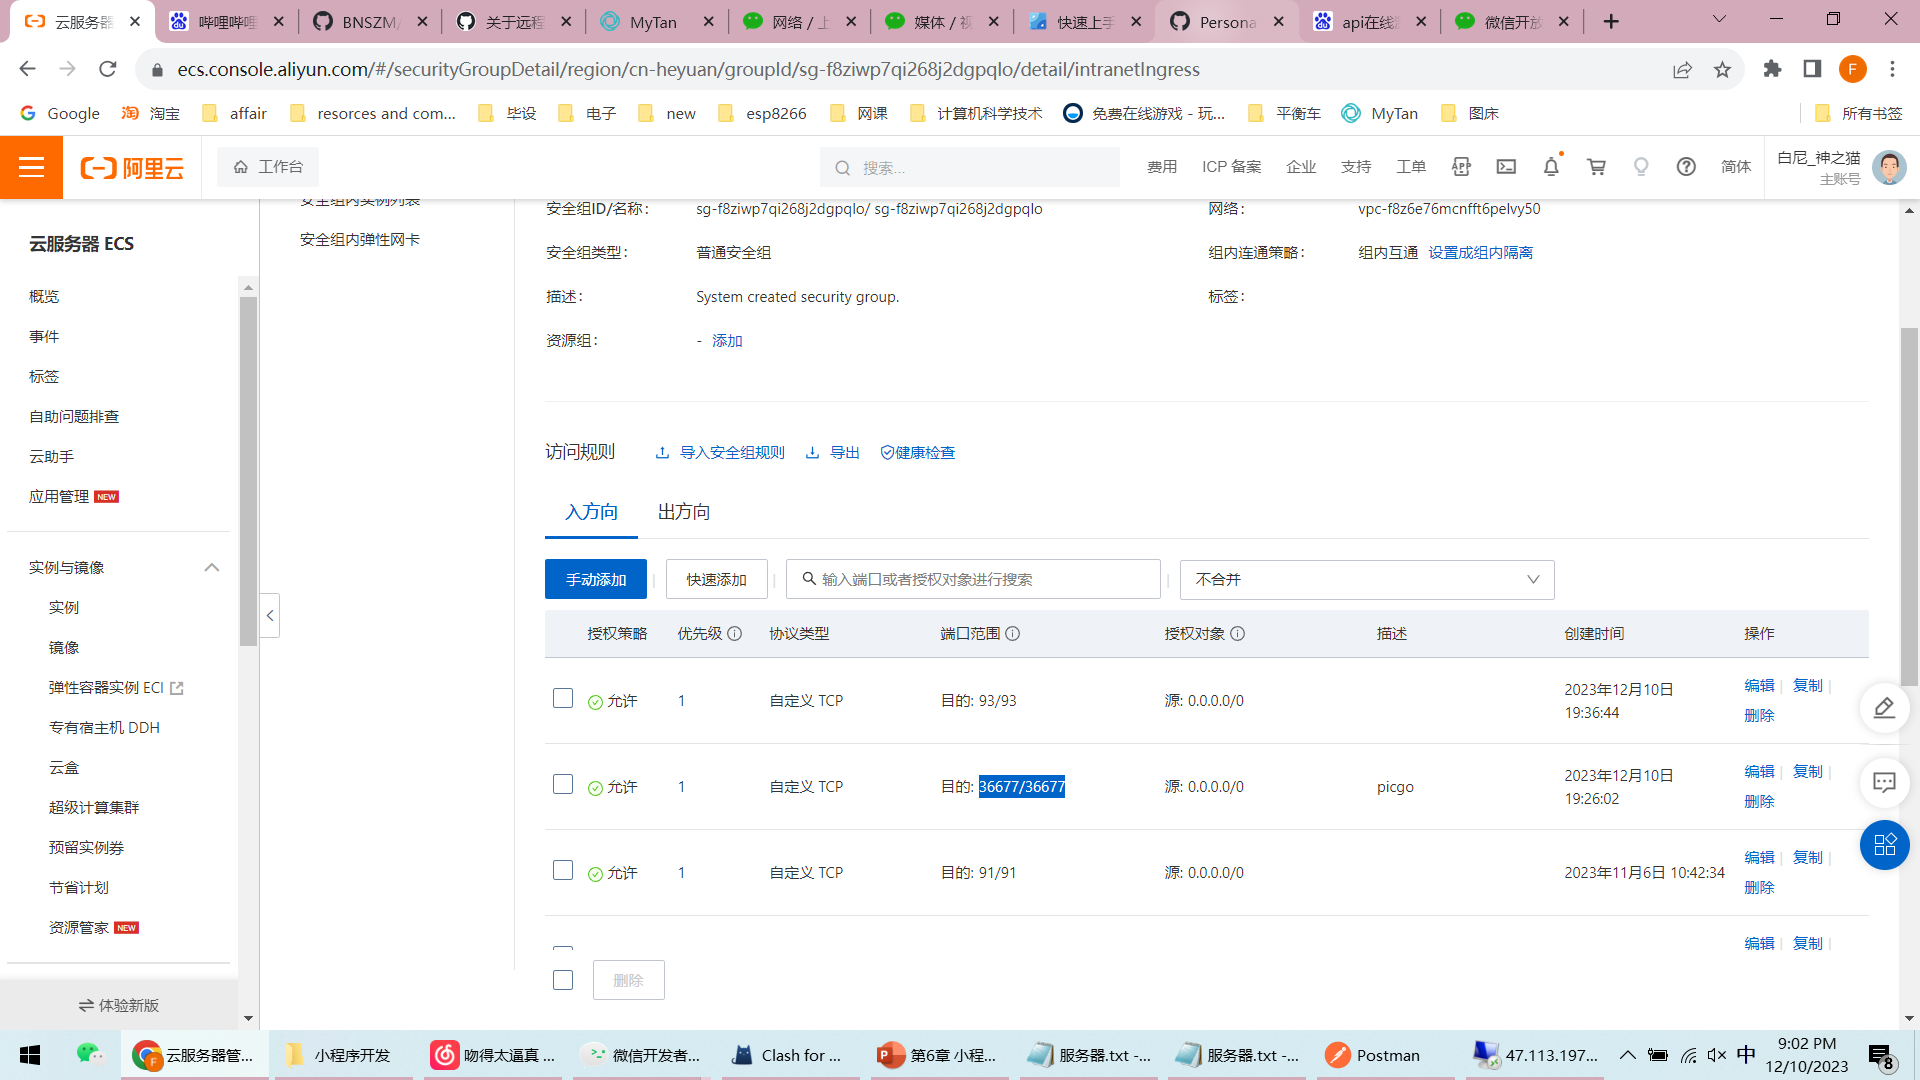 云服务器
哔哩哔哩
BNSZM/
关于远程
MyTan
网络 / 上
媒体 / 视
快速上手
Persona
api在线
微信开放
ecs.console.aliyun.com/#/securityGroupDetail/region/cn-heyuan/groupId/sg-f8ziwp7qi268j2dgpqlo/detail/intranetIngress
F
Google
淘宝
affair
resorces and com...
毕设
电子
new
esp8266
网课
计算机科学技术
免费在线游戏 - 玩...
平衡车
MyTan
图床
所有书签
阿里云
工作台
搜索...
费用
ICP 备案
企业
支持
工单
APP
简体
白尼_神之猫
主账号
云服务器 ECS
概览
事件
标签
自助问题排查
云助手
应用管理 NEW
实例与镜像
实例
镜像
弹性容器实例 ECI
专有宿主机 DDH
云盒
超级计算集群
预留实例券
节省计划
资源管家 NEW
体验新版
安全组内实例列表
安全组内弹性网卡
安全组ID/名称： sg-f8ziwp7qi268j2dgpqlo/ sg-f8ziwp7qi268j2dgpqlo 网络： vpc-f8z6e76mcnfft6pelvy50
安全组类型： 普通安全组 组内连通策略： 组内互通 设置成组内隔离
描述： System created security group. 标签：
资源组： - 添加
访问规则 导入安全组规则 导出 健康检查
入方向 出方向
手动添加 快速添加 输入端口或者授权对象进行搜索 不合并
授权策略 优先级 协议类型 端口范围 授权对象 描述 创建时间 操作
允许 1 自定义 TCP 目的: 93/93 源: 0.0.0.0/0 2023年12月10日 19:36:44 编辑 复制 删除
允许 1 自定义 TCP 目的: 36677/36677 源: 0.0.0.0/0 picgo 2023年12月10日 19:26:02 编辑 复制 删除
允许 1 自定义 TCP 目的: 91/91 源: 0.0.0.0/0 2023年11月6日 10:42:34 编辑 复制 删除
编辑 复制
删除
云服务器管...
小程序开发
吻得太逼真 ...
微信开发者...
Clash for ...
第6章 小程...
服务器.txt -...
服务器.txt -...
Postman
47.113.197...
中
9:02 PM
12/10/2023
8